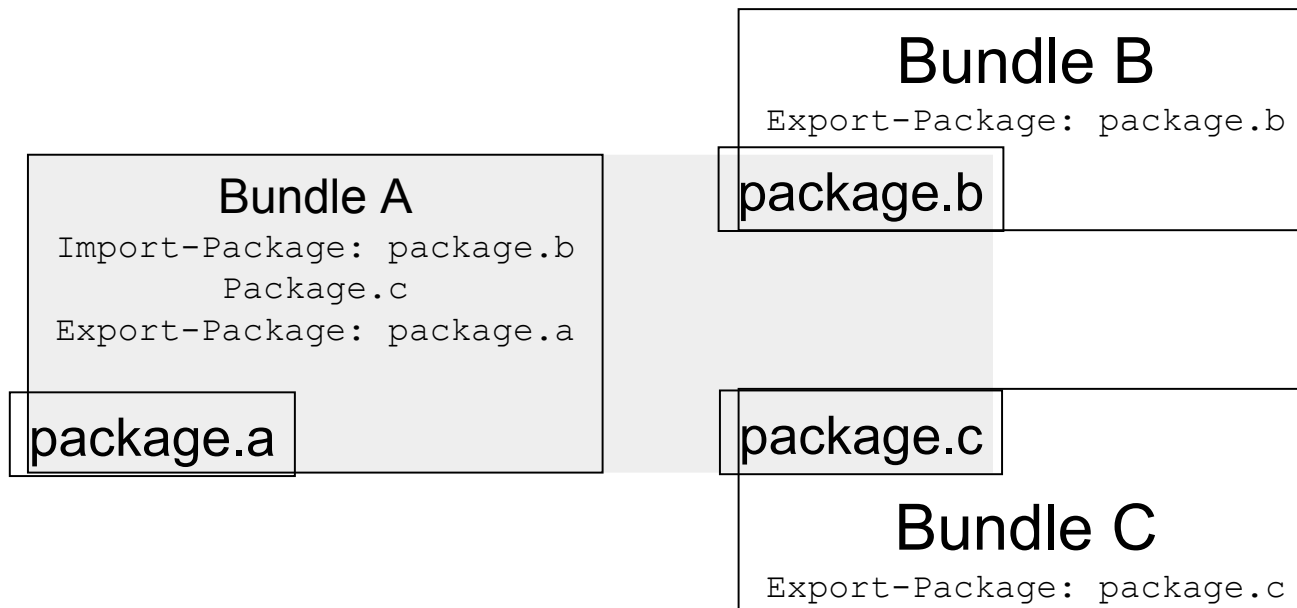 Bundle B
Export-Package: package.b
package.b
Bundle A
Import-Package: package.b
Package.c
Export-Package: package.a
package.a
package.c
Bundle C
Export-Package: package.c